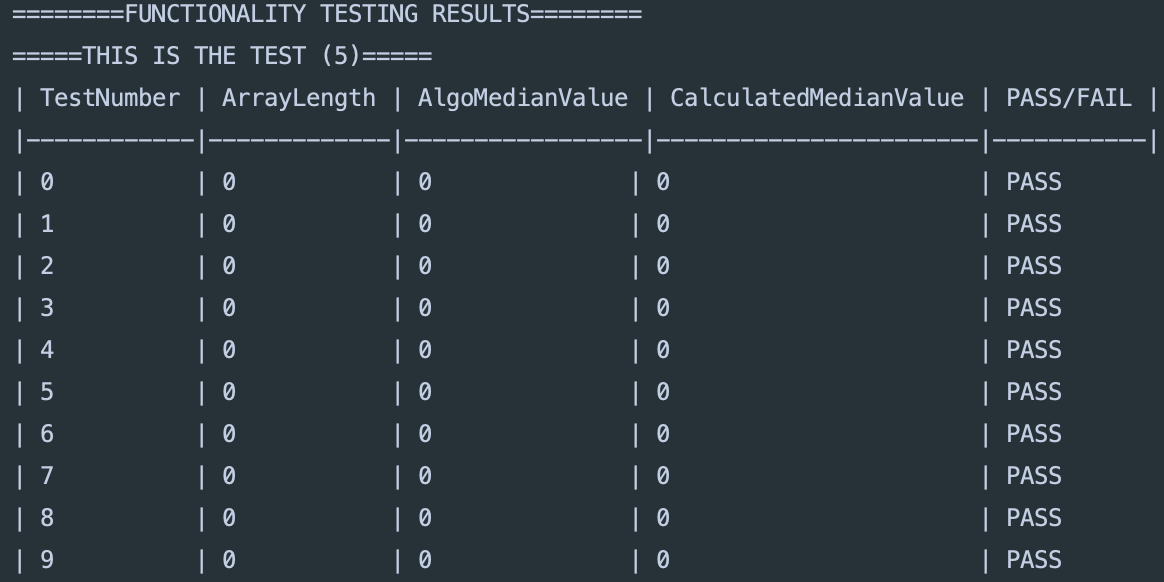 ========FUNCTIONALITY TESTING RESULTS========
=====THIS IS THE TEST (5)=====
| TestNumber | ArrayLength | AlgoMedianValue | CalculatedMedianValue | PASS/FAIL |
|------------|-------------|-----------------|-----------------------|-----------|
| 0          | 0           | 0              | 0                      | PASS
| 1          | 0           | 0              | 0                      | PASS
| 2          | 0           | 0              | 0                      | PASS
| 3          | 0           | 0              | 0                      | PASS
| 4          | 0           | 0              | 0                      | PASS
| 5          | 0           | 0              | 0                      | PASS
| 6          | 0           | 0              | 0                      | PASS
| 7          | 0           | 0              | 0                      | PASS
| 8          | 0           | 0              | 0                      | PASS
| 9          | 0           | 0              | 0                      | PASS